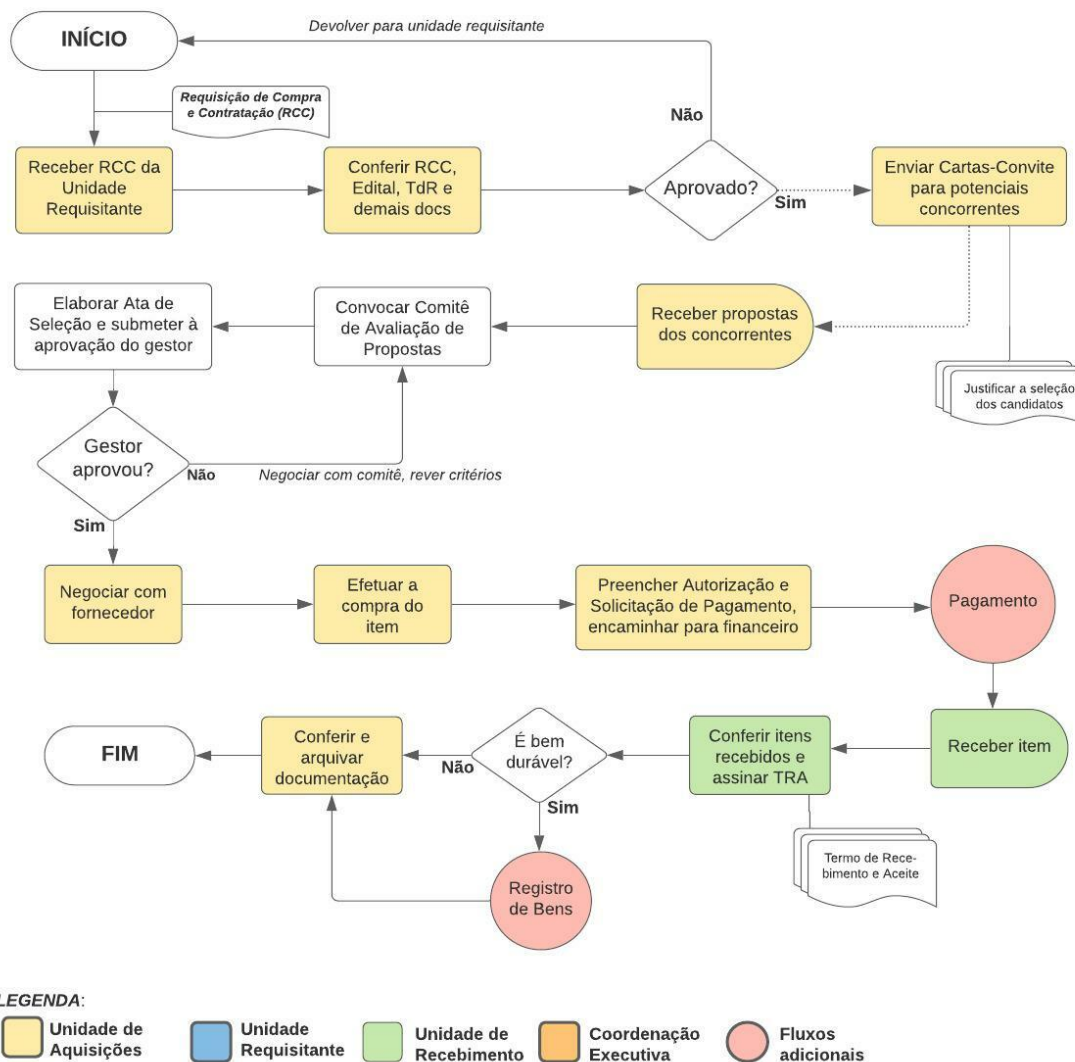 Devolver para unidade requisitante
INÍCIO
Requisição de Compra
e Contratação (RCC)
Não
Receber RCC da
Unidade
Requisitante
Conferir RCC,
Edital, TdR e
demais docs
Aprovado?
Sim
Enviar Cartas-Convite
para potenciais
concorrentes
Elaborar Ata de
Seleção e submeter à
aprovação do gestor
Convocar Comitê
de Avaliação de
Propostas
Receber propostas
dos concorrentes
Justificar a seleção
dos candidatos
Gestor
aprovou?
Não
Negociar com comitê, rever critérios
Sim
Negociar com
fornecedor
Efetuar a
compra do
item
Preencher Autorização e
Solicitação de Pagamento,
encaminhar para financeiro
Pagamento
FIM
Conferir e
arquivar
documentação
Não
É bem
durável?
Sim
Conferir itens
recebidos e
assinar TRA
Receber item
Termo de Rece-
bimento e Aceite
Registro
de Bens
LEGENDA:
Unidade de
Aquisições
Unidade
Requisitante
Unidade de
Recebimento
Coordenação
Executiva
Fluxos
adicionais